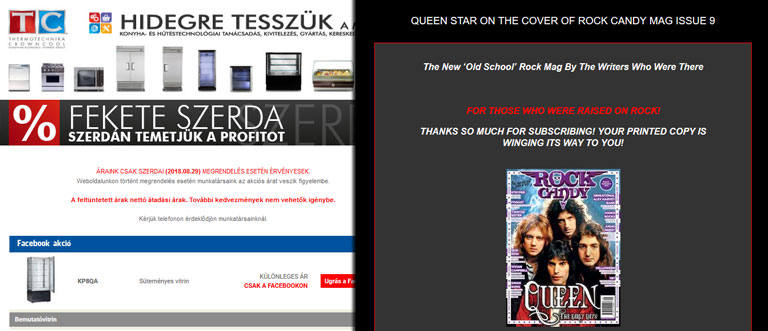 TC
THERMOTECHNIKA
CROWNCOOL
HIDEGRE TESSZÜK A
KONYHA- ÉS HŰTÉSTECHNOLÓGIAI TANÁCSADÁS, KIVITELEZÉS, GYÁRTÁS, KERESKE
% FEKETE SZERDA
SZERDÁN TEMETJÜK A PROFITOT
ÁRAINK CSAK SZERDAI (2018.08.29) MEGRENDELÉS ESETÉN ÉRVÉNYESEK.
Weboldalunkon történt megrendelés esetén munkatársaink az akciós árat veszik figyelembe.
A feltüntetett árak nettó átadási árak. További kedvezmények nem vehetők igénybe.
Kérjük telefonon érdeklődjön munkatársainknál.
Facebook akció
KP8QA
Süteményes vitrin
KÜLÖNLEGES ÁR
CSAK A FACEBOOKON
Ugrás a Fa
Bemutatóvitrin
QUEEN STAR ON THE COVER OF ROCK CANDY MAG ISSUE 9
The New 'Old School' Rock Mag By The Writers Who Were There
FOR THOSE WHO WERE RAISED ON ROCK!
THANKS SO MUCH FOR SUBSCRIBING! YOUR PRINTED COPY IS
WINGING ITS WAY TO YOU!
ROCK
CANDY
QUEEN